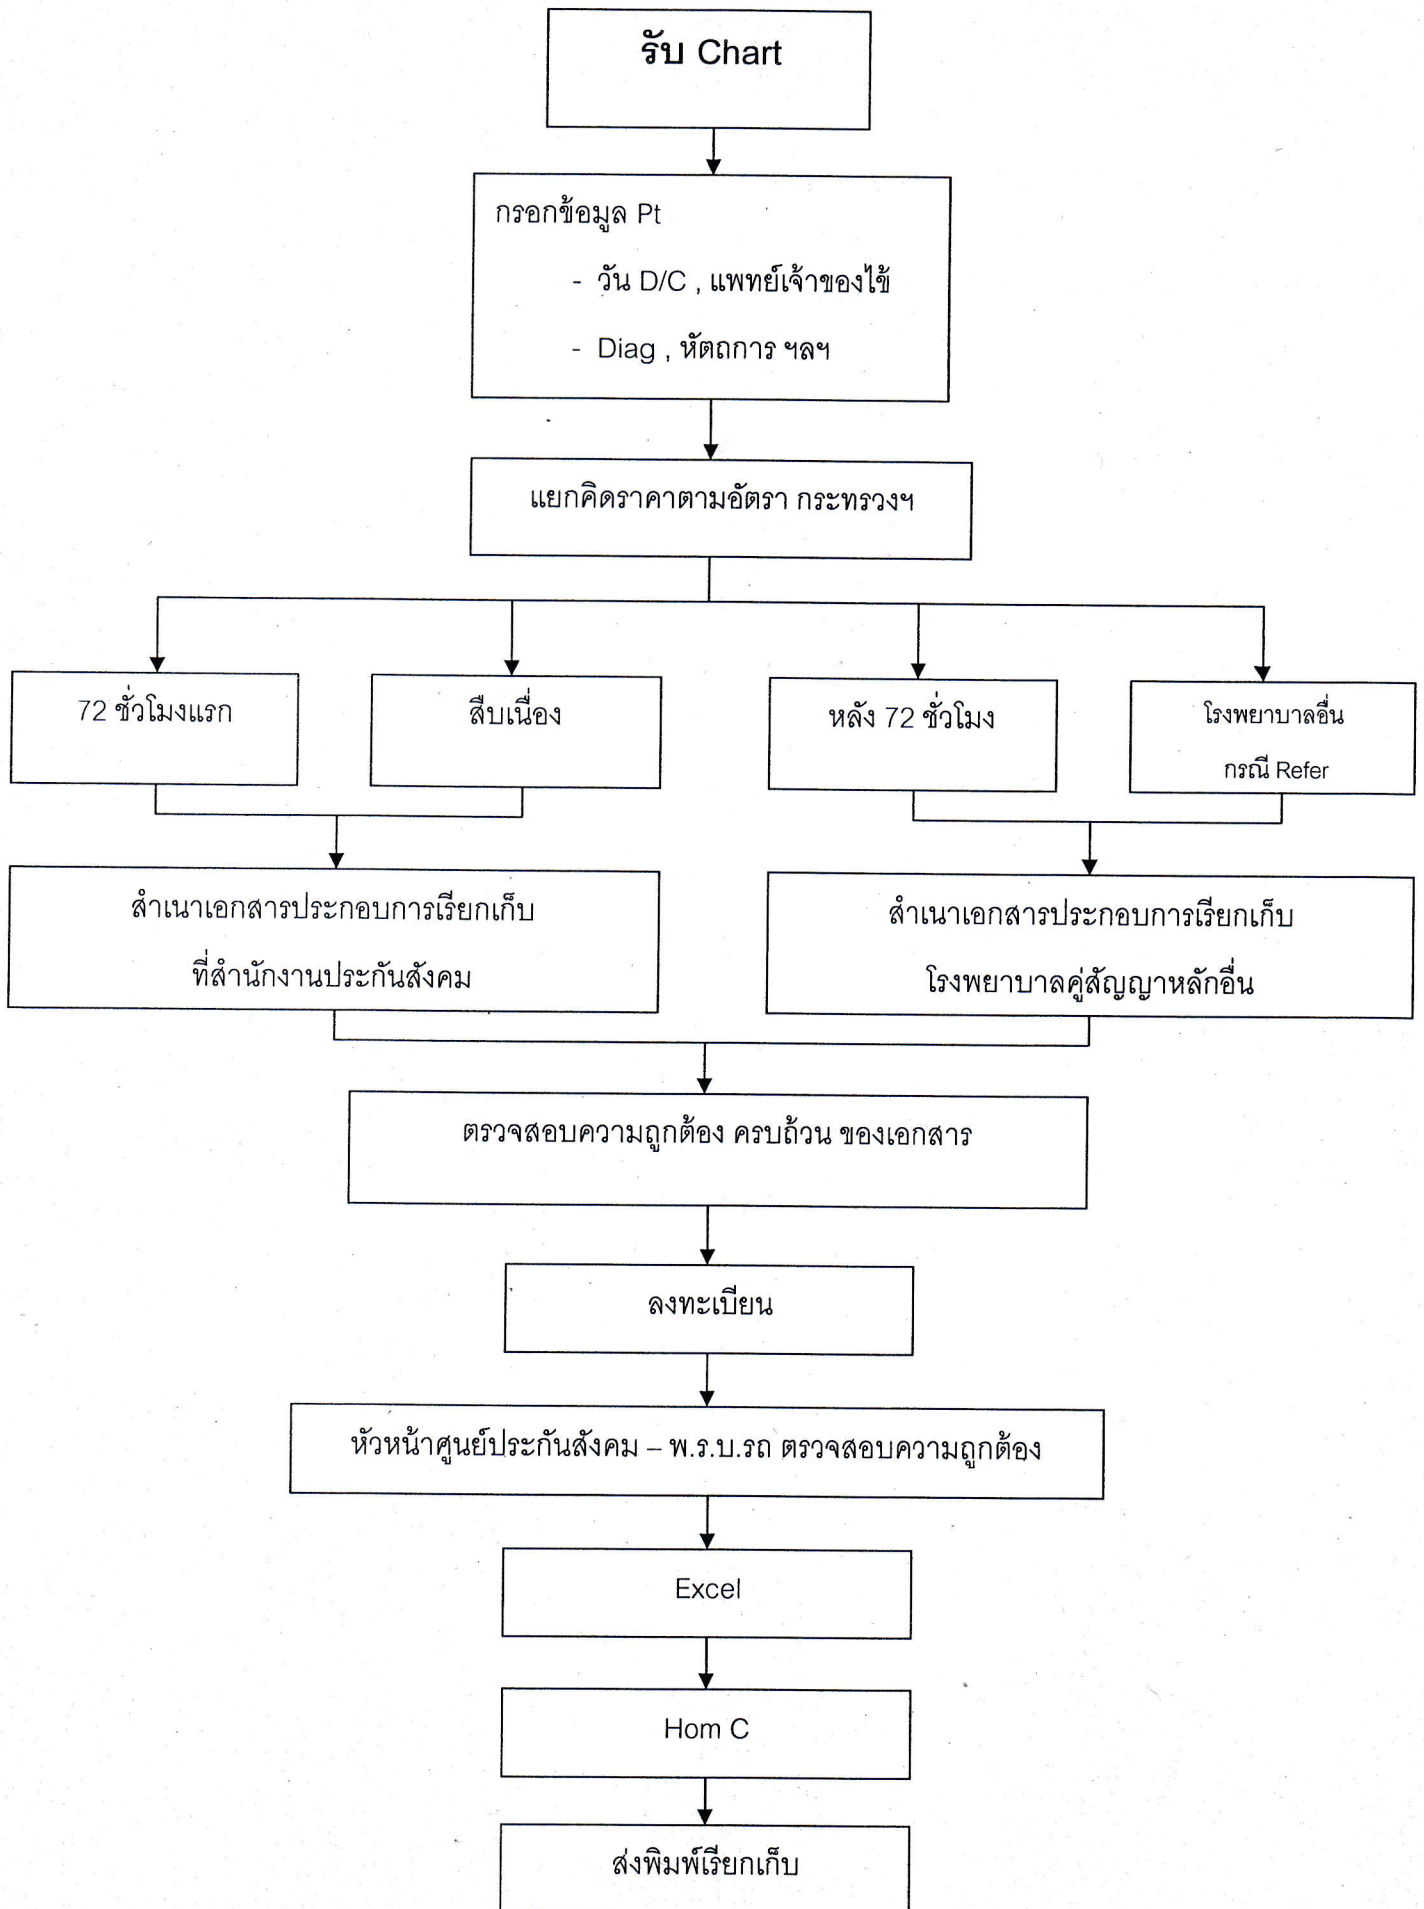 รับ Chart
กรอกข้อมูล Pt
- วัน D/C , แพทย์เจ้าของไข้
- Diag , หัตถการ ฯลฯ
แยกคิดราคาตามอัตรา กระทรวงฯ
72 ชั่วโมงแรก
สืบเนื่อง
หลัง 72 ชั่วโมง
โรงพยาบาลอื่น
กรณี Refer
สำเนาเอกสารประกอบการเรียกเก็บ
ที่สำนักงานประกันสังคม
สำเนาเอกสารประกอบการเรียกเก็บ
โรงพยาบาลคู่สัญญาหลักอื่น
ตรวจสอบความถูกต้อง ครบถ้วน ของเอกสาร
ลงทะเบียน
หัวหน้าศูนย์ประกันสังคม – พ.ร.บ.รถ ตรวจสอบความถูกต้อง
Excel
Hom C
ส่งพิมพ์เรียกเก็บ